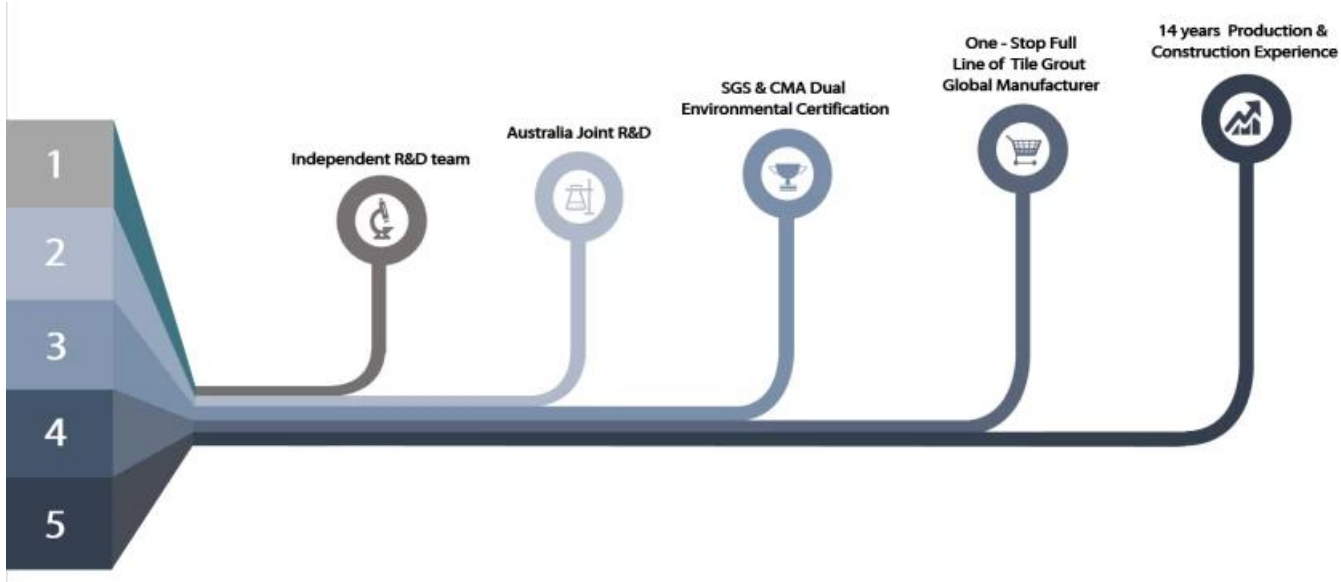 1
2
3
4
5
Independent R&D team
Australia Joint R&D
SGS & CMA Dual
Environmental Certification
One - Stop Full
Line of Tile Grout
Global Manufacturer
14 years Production &
Construction Experience